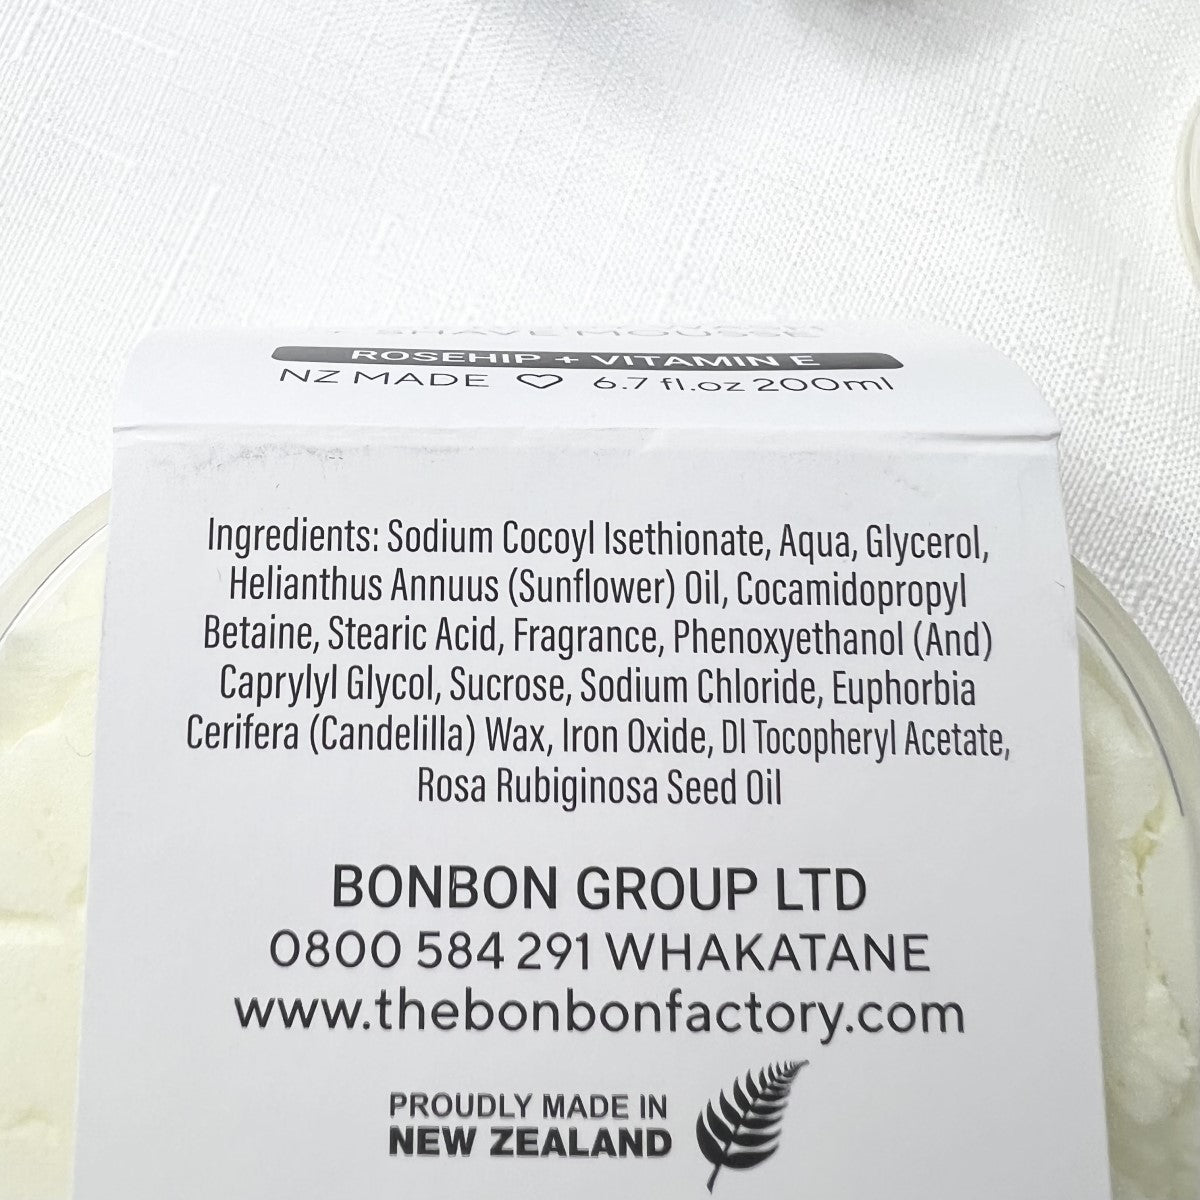 SHAVE MOUSSE
ROSEHIP + VITAMIN E
NZ MADE ♡ 6.7 fl.oz 200ml
Ingredients: Sodium Cocoyl Isethionate, Aqua, Glycerol,
Helianthus Annuus (Sunflower) Oil, Cocamidopropyl
Betaine, Stearic Acid, Fragrance, Phenoxyethanol (And)
Caprylyl Glycol, Sucrose, Sodium Chloride, Euphorbia
Cerifera (Candelilla) Wax, Iron Oxide, Dl Tocopheryl Acetate,
Rosa Rubiginosa Seed Oil
BONBON GROUP LTD
0800 584 291 WHAKATANE
www.thebonbonfactory.com
PROUDLY MADE IN
NEW ZEALAND